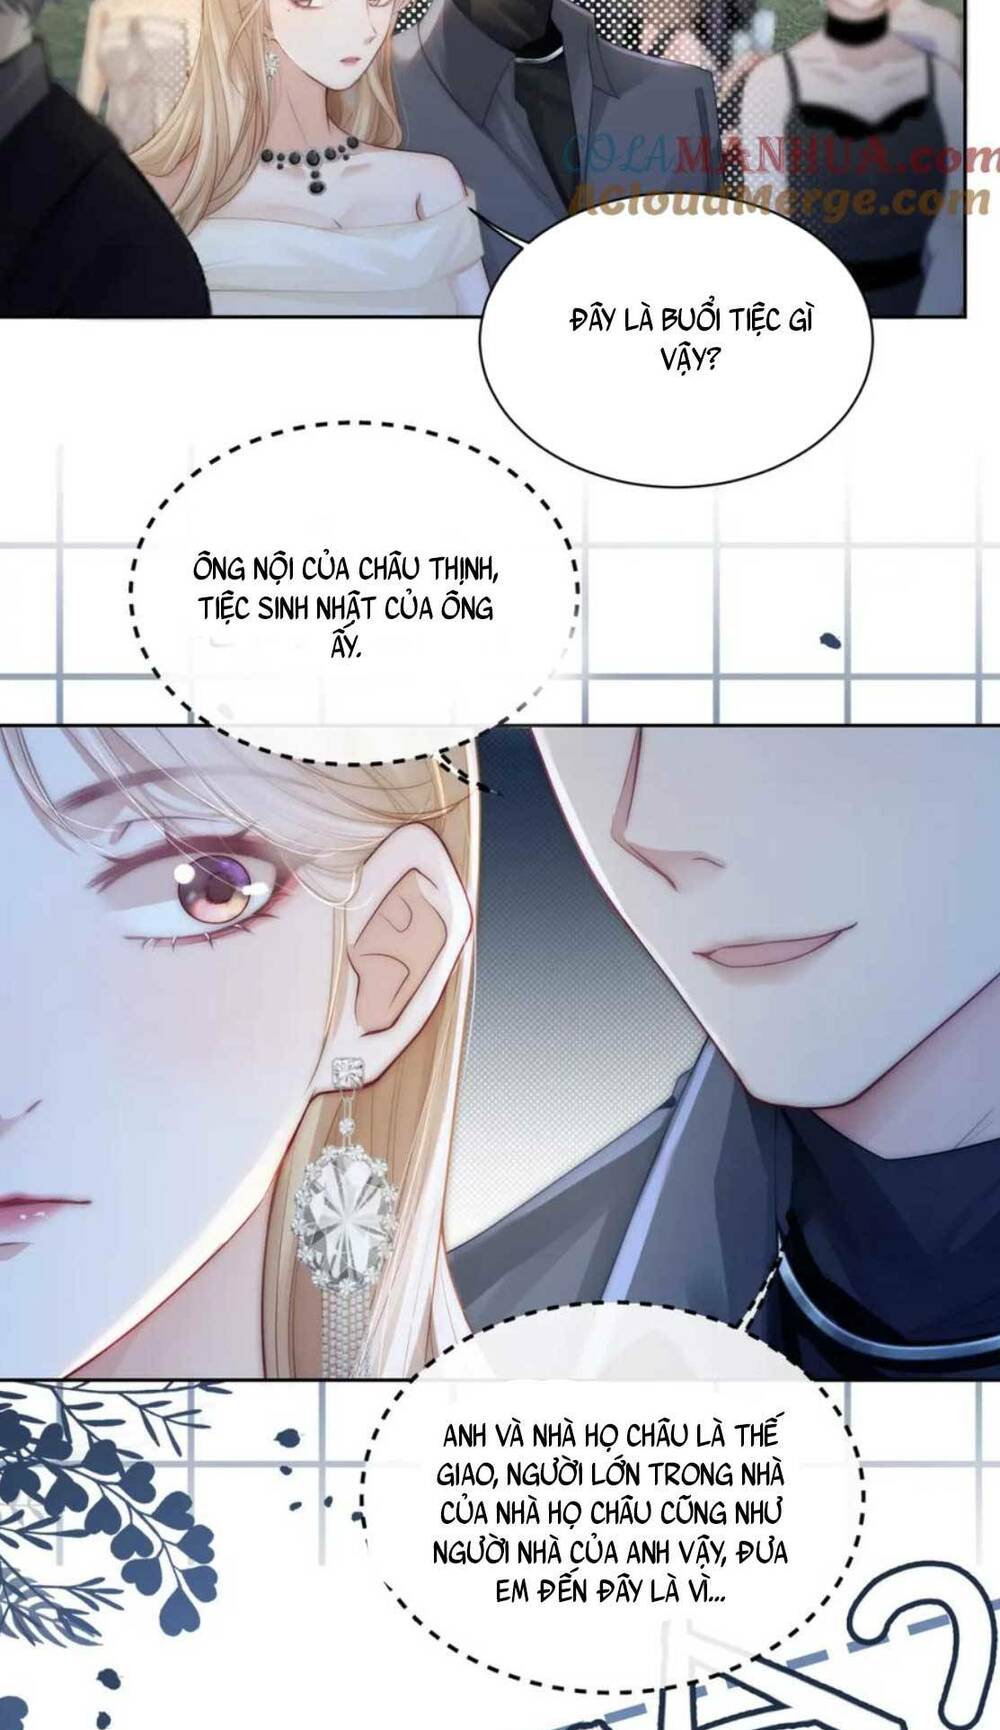 COLAMANHUA.com
ACloudMerge.com
ĐÂY LÀ BUỔI TIỆC GÌ
VẬY?
ÔNG NỘI CỦA CHÂU THỊNH,
TIỆC SINH NHẬT CỦA ÔNG
ẤY.
ANH VÀ NHÀ HỌ CHÂU LÀ THẾ
GIAO, NGƯỜI LỚN TRONG NHÀ
CỦA NHÀ HỌ CHÂU CŨNG NHƯ
NGƯỜI NHÀ CỦA ANH VẬY, ĐƯA
EM ĐẾN ĐÂY LÀ VÌ...